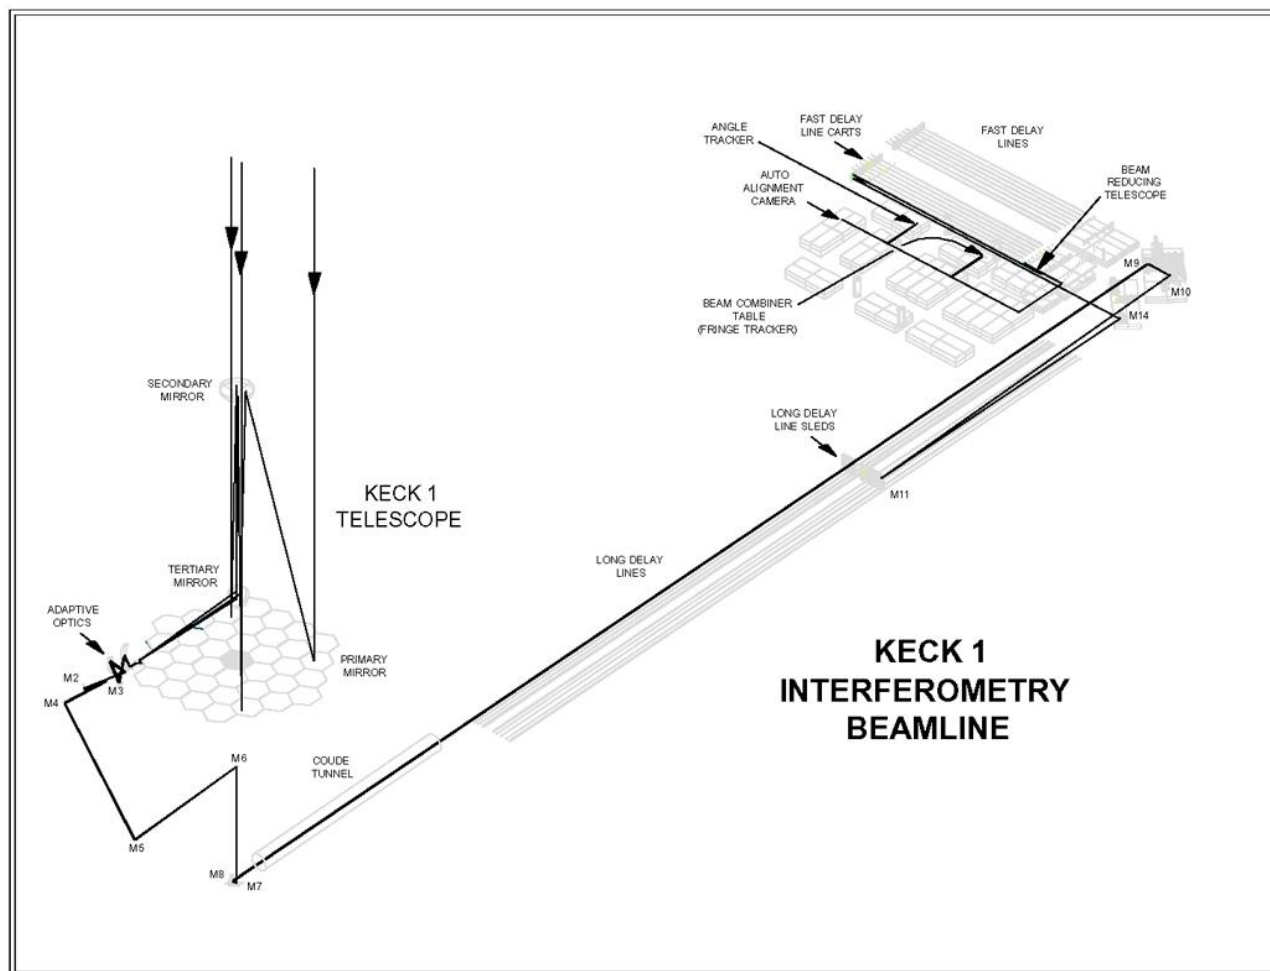 ANGLE
TRACKER
FAST DELAY
LINE CARTS
FAST DELAY
LINES
AUTO
ALIGNMENT
CAMERA
BEAM
REDUCING
TELESCOPE
M9
M10
M14
BEAM COMBINER
TABLE
(FRINGE TRACKER)
SECONDARY
MIRROR
LONG DELAY
LINE SLEDS
M11
KECK 1
TELESCOPE
TERTIARY
MIRROR
LONG DELAY
LINES
ADAPTIVE
OPTICS
PRIMARY
MIRROR
M2
M3
M4
KECK 1
INTERFEROMETRY
BEAMLINE
M6
COUDE
TUNNEL
M5
M8
M7